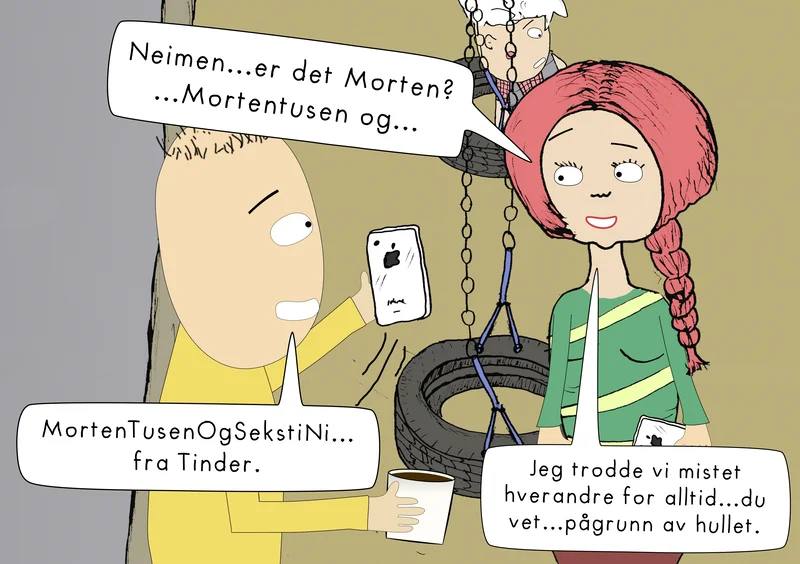 Neimen...er det Morten?
...Mortentusen og...
MortenTusenOgSekstiNi...
fra Tinder.
Jeg trodde vi mistet
hverandre for alltid...du
vet...pågrunn av hullet.